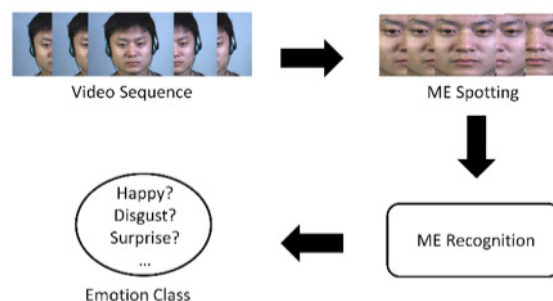 Video Sequence
ME Spotting
ME Recognition
Happy?
Disgust?
Surprise?
...
Emotion Class